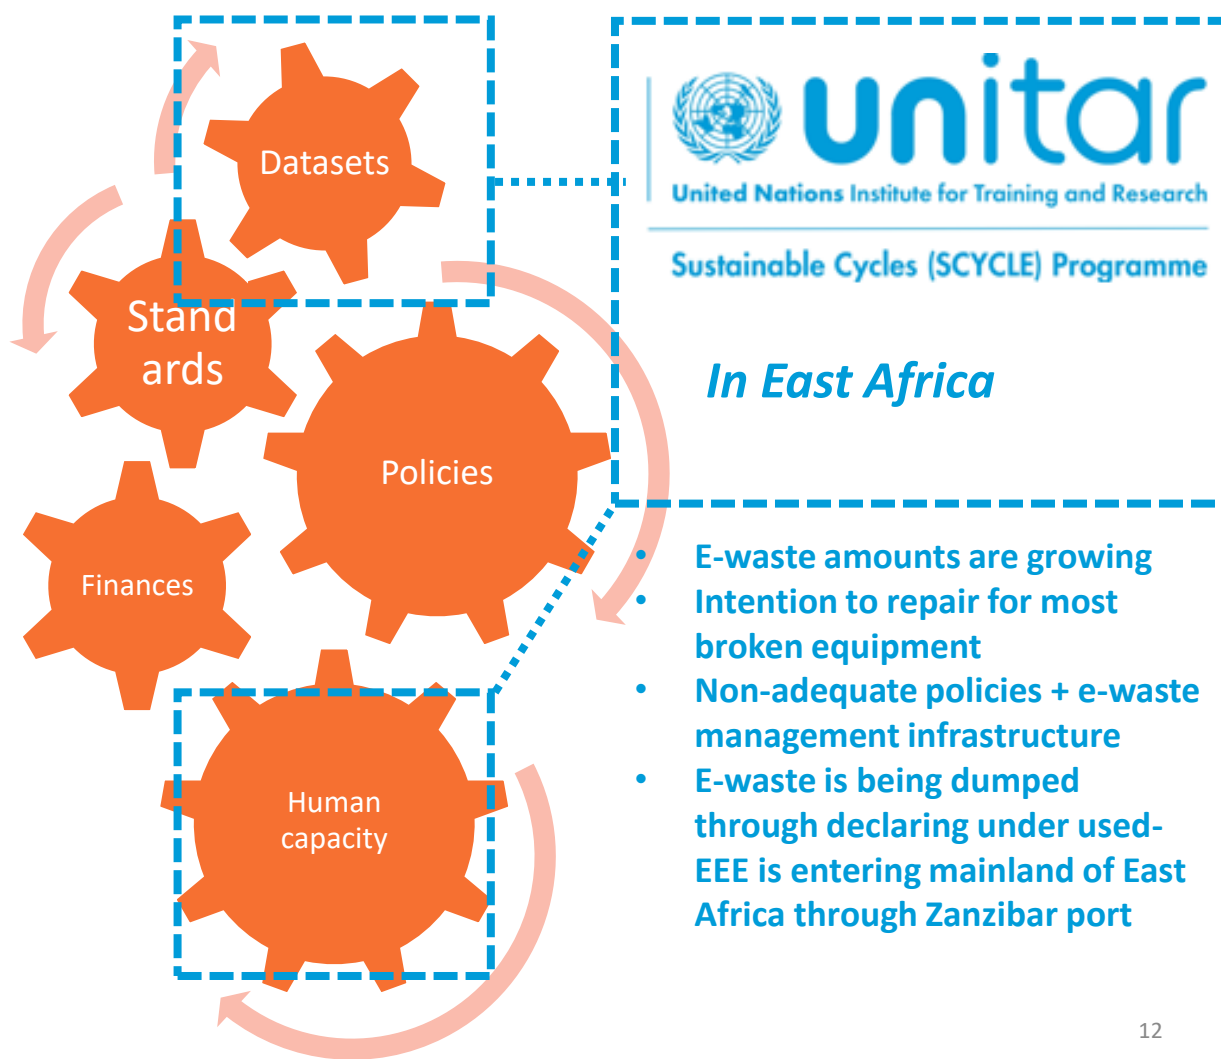 Datasets
Stand
ards
Policies
Finances
Human
capacity
unitar
United Nations Institute for Training and Research
Sustainable Cycles (SCYCLE) Programme
In East Africa
• E-waste amounts are growing
• Intention to repair for most
broken equipment
• Non-adequate policies + e-waste
management infrastructure
• E-waste is being dumped
through declaring under used-
EEE is entering mainland of East
Africa through Zanzibar port
12